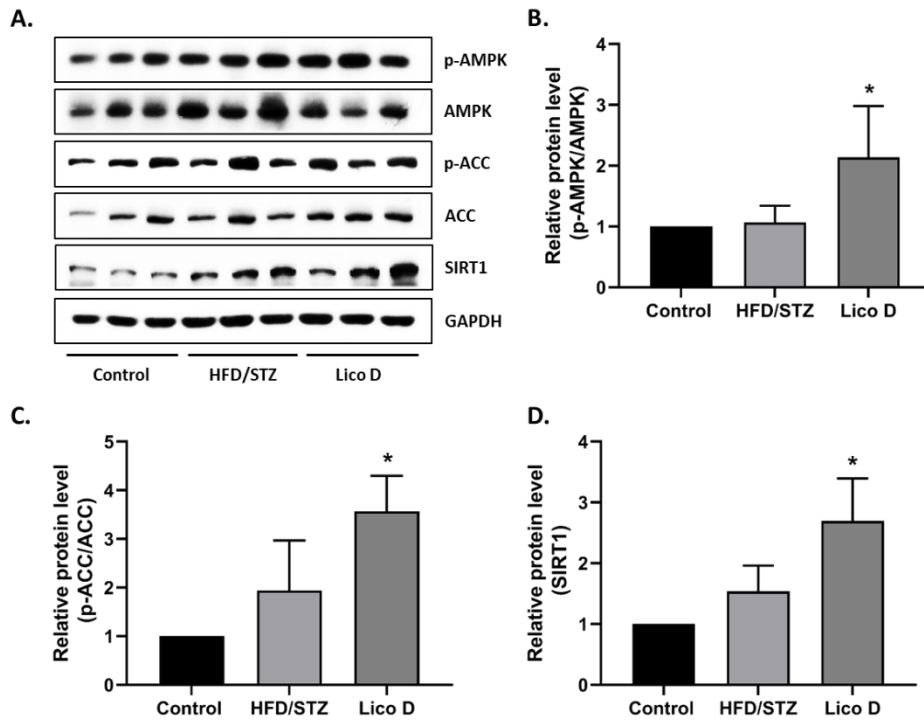 A.
p-AMPK
AMPK
p-ACC
ACC
SIRT1
GAPDH
Control HFD/STZ Lico D
B.
Relative protein level
(p-AMPK/AMPK)
4
3
2
1
0
*
Control HFD/STZ Lico D
C.
Relative protein level
(p-ACC/ACC)
5
4
3
2
1
0
*
Control HFD/STZ Lico D
D.
Relative protein level
(SIRT1)
4
3
2
1
0
*
Control HFD/STZ Lico D